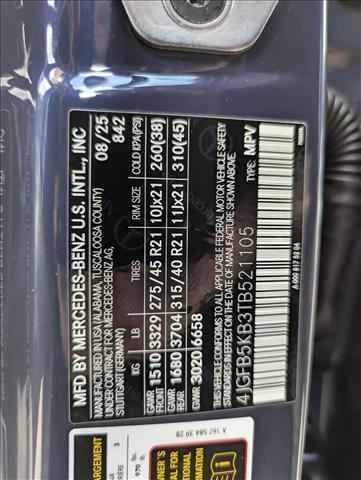 MFD BY MERCEDES-BENZ U.S. INT'L., INC
MANUFACTURED IN USA (ALABAMA, TUSCALOOSA COUNTY)
UNDER CONTRACT FOR MERCEDES-BENZ AG,
STUTTGART (GERMANY)
08/25
842
KG LB TIRES RIM SIZE COLD KPA(PSI)
GAWR FRONT 1510 3329 275/45 R21 10Jx21 260(38)
GAWR REAR 1680 3704 315/40 R21 11Jx21 310(45)
GVWR 3020 6658
THIS VEHICLE CONFORMS TO ALL APPLICABLE FEDERAL MOTOR VEHICLE SAFETY
STANDARDS IN EFFECT ON THE DATE OF MANUFACTURE SHOWN ABOVE.
4JGFB5KB3TB521105
TYPE: MPV
A 167 584 39 28
3
970
lb.